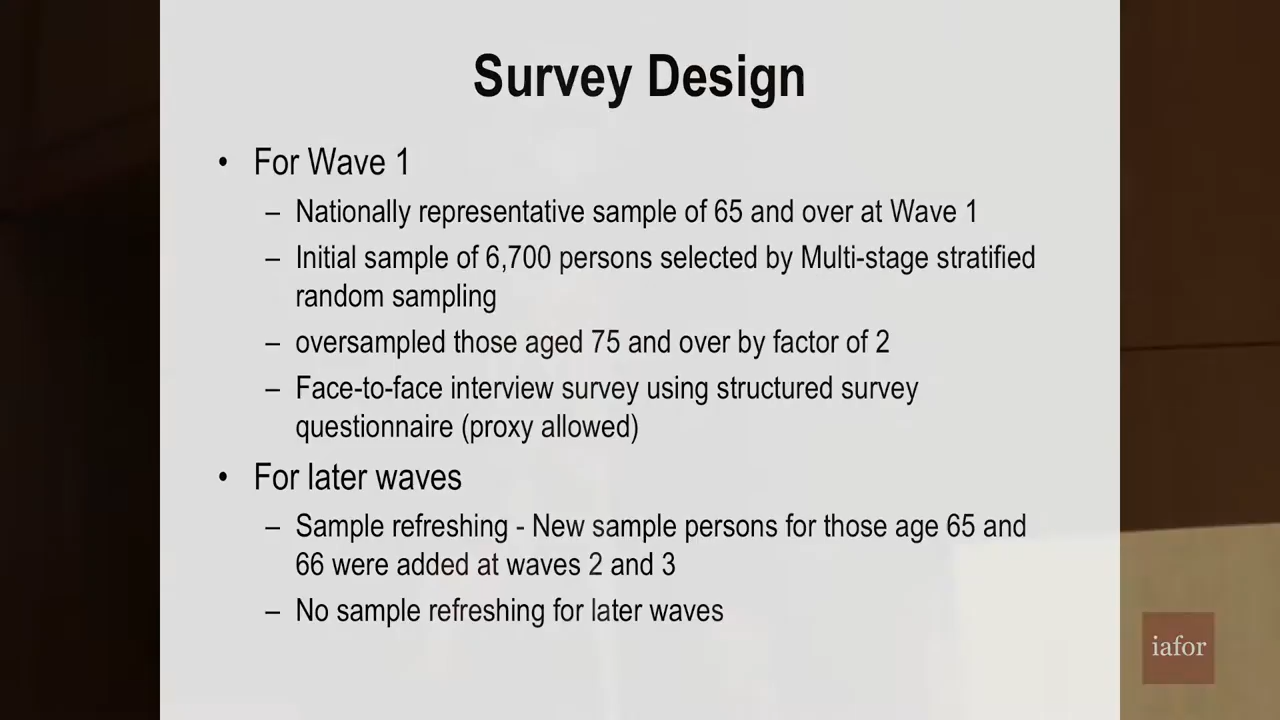 Survey Design
• For Wave 1
– Nationally representative sample of 65 and over at Wave 1
– Initial sample of 6,700 persons selected by Multi-stage stratified
random sampling
– oversampled those aged 75 and over by factor of 2
– Face-to-face interview survey using structured survey
questionnaire (proxy allowed)
• For later waves
– Sample refreshing - New sample persons for those age 65 and
66 were added at waves 2 and 3
– No sample refreshing for later waves
iafor